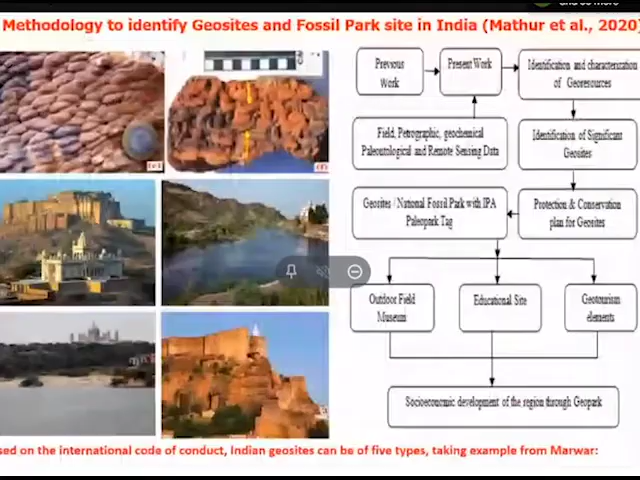 Methodology to identify Geosites and Fossil Park site in India (Mathur et al., 2020)
Previous
Work
Present Work
Identification and characterization
of Georesources
Field, Petrographic, geochemical
Paleontological and Remote Sensing Data
Identification of Significant
Geosites
Geosites / National Fossil Park with IPA
Paleopark Tag
Protection & Conservation
plan for Geosites
Outdoor Field
Museum
Educational Site
Geotourism
elements
Socioeconomic development of the region through Geopark
sed on the international code of conduct, Indian geosites can be of five types, taking example from Marwar: